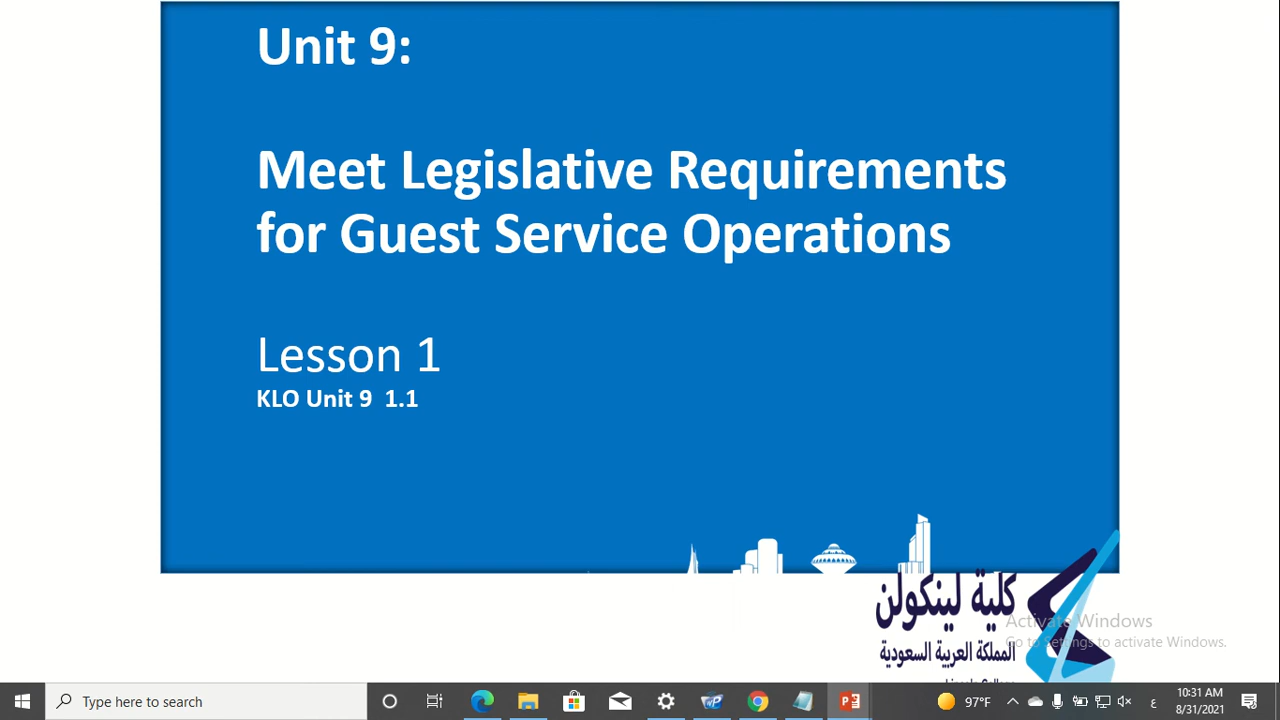 Unit 9:
Meet Legislative Requirements
for Guest Service Operations
Lesson 1
KLO Unit 9 1.1
كلية لينكولن
المملكة العربية السعودية
Activate Windows
Go to Settings to activate Windows.
Type here to search
97°F
ع
10:31 AM
8/31/2021